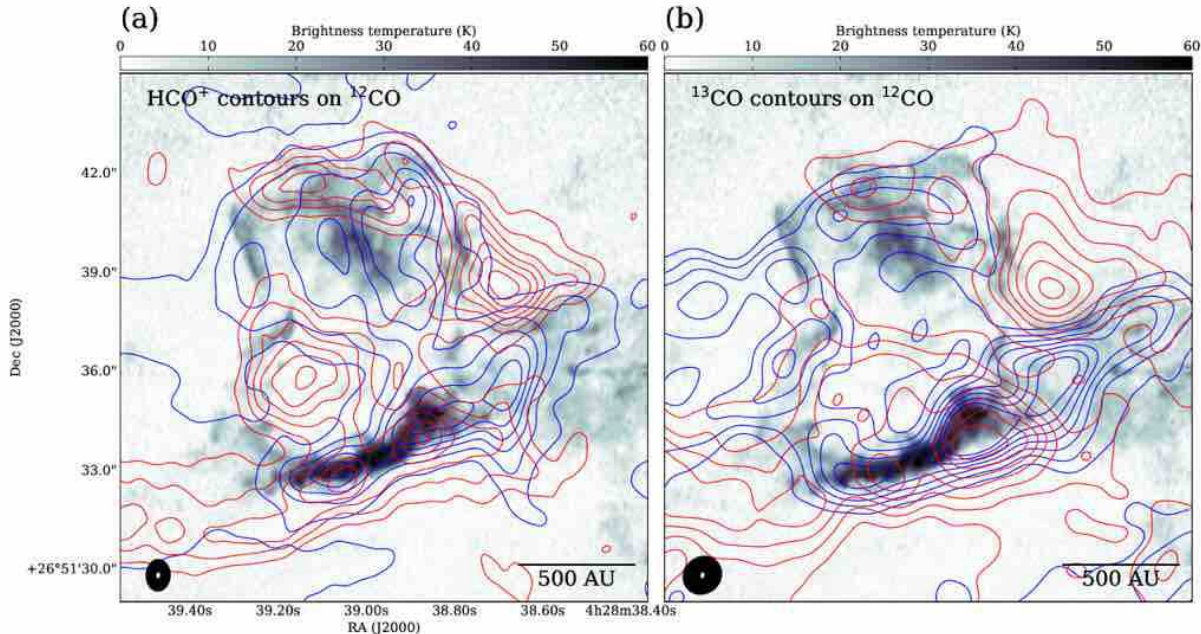 (a)
Brightness temperature (K)
0 10 20 30 40 50 60
HCO⁺ contours on ¹²CO
42.0"
39.0"
36.0"
33.0"
+26°51'30.0"
Dec (J2000)
500 AU
39.40s 39.20s 39.00s 38.80s 38.60s 4h28m38.40s
RA (J2000)
(b)
Brightness temperature (K)
0 10 20 30 40 50 60
¹³CO contours on ¹²CO
500 AU